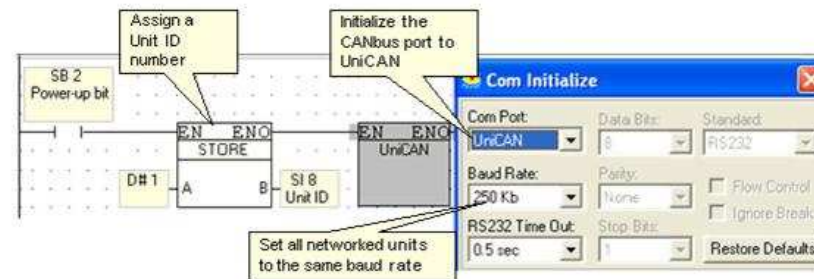 Assign a
Unit ID
number
Initialize the
CANbus port to
UniCAN
SB 2
Power-up bit
EN ENO
STORE
D# 1
A
B
SI 8
Unit ID
EN ENO
UniCAN
Set all networked units
to the same baud rate
Com Initialize
Com Port:
UniCAN
Data Bits:
8
Standard:
RS232
Baud Rate:
250 Kb
Parity:
None
Flow Control
Ignore Break
RS232 Time Out:
0.5 sec
Stop Bits:
1
Restore Defaults